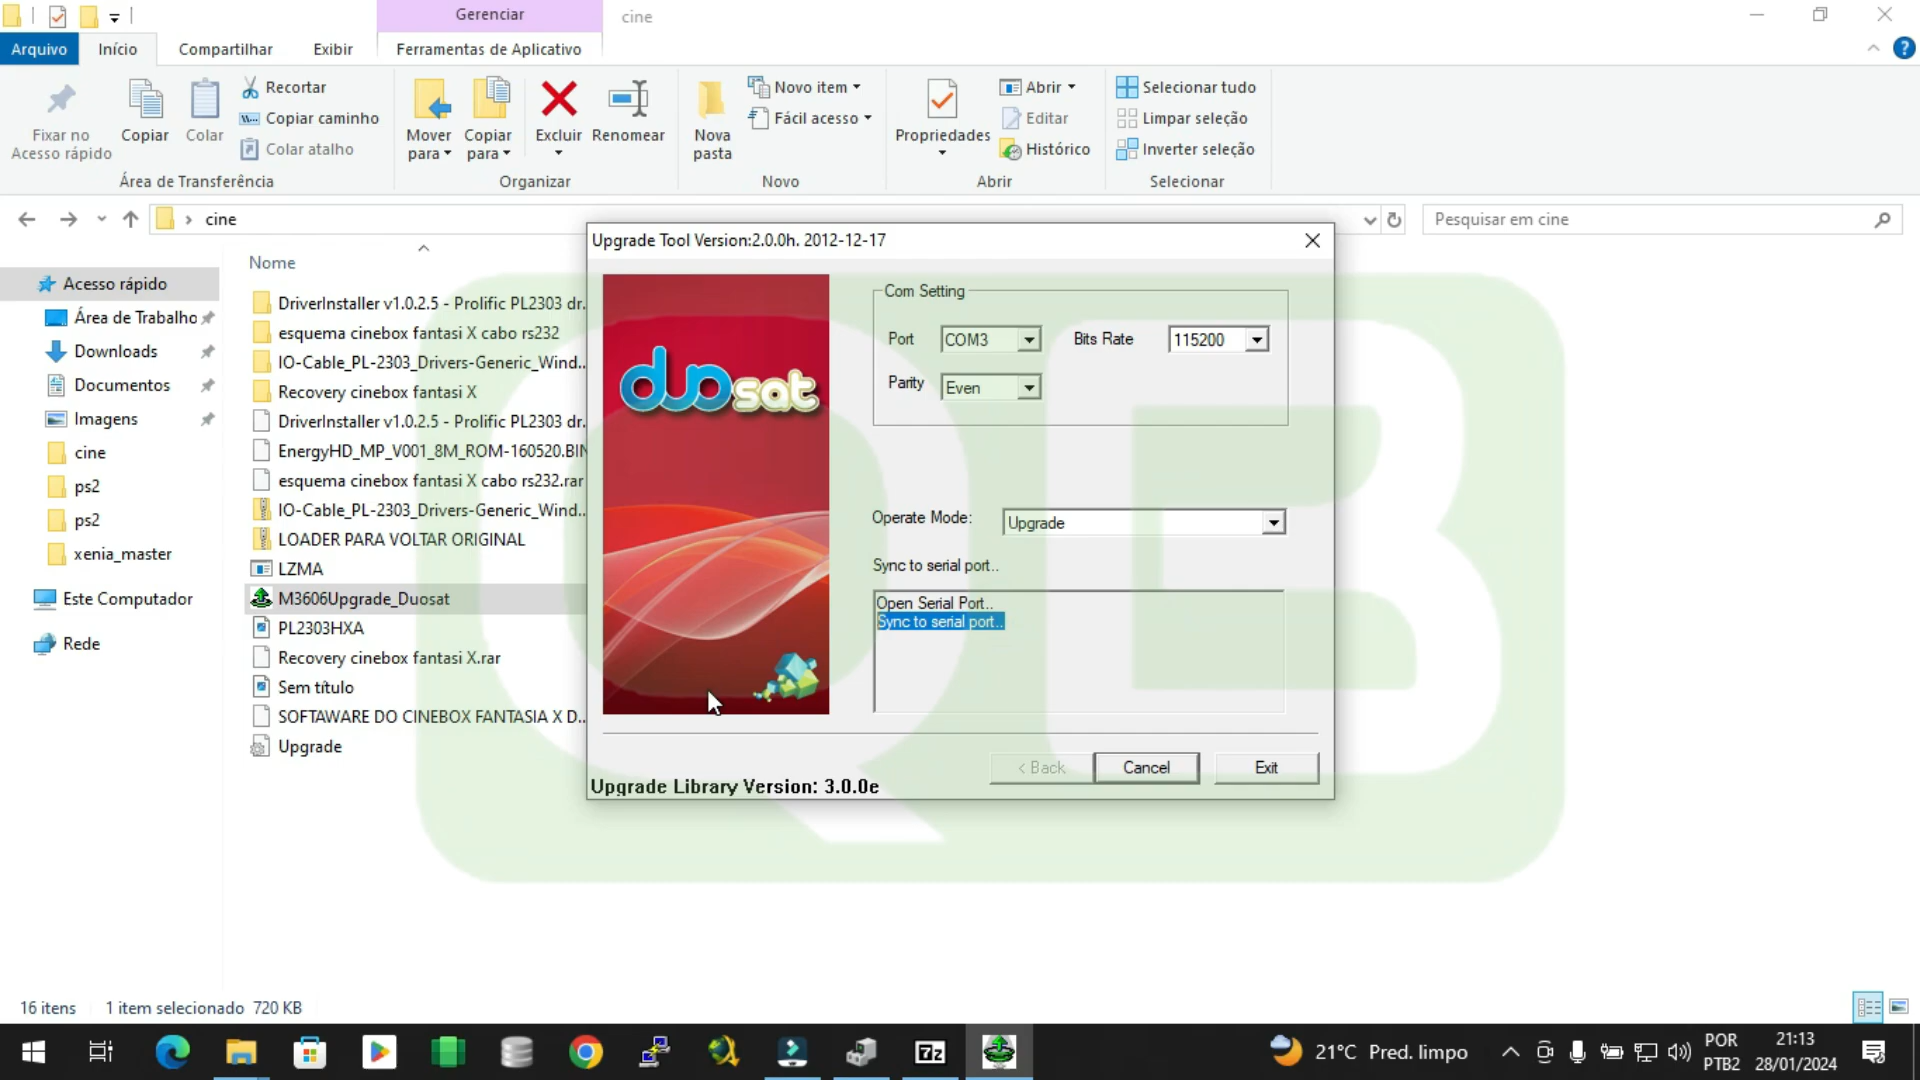 Gerenciar
cine
Arquivo
Início
Compartilhar
Exibir
Ferramentas de Aplicativo
Fixar no
Acesso rápido
Copiar
Colar
Recortar
Copiar caminho
Colar atalho
Área de Transferência
Mover
para
Copiar
para
Excluir
Renomear
Organizar
Nova
pasta
Novo item
Fácil acesso
Novo
Propriedades
Abrir
Editar
Histórico
Abrir
Selecionar tudo
Limpar seleção
Inverter seleção
Selecionar
cine
Pesquisar em cine
Acesso rápido
Área de Trabalho
Downloads
Documentos
Imagens
cine
ps2
ps2
xenia_master
Este Computador
Rede
Nome
DriverInstaller v1.0.2.5 - Prolific PL2303 dr...
esquema cinebox fantasi X cabo rs232
IO-Cable_PL-2303_Drivers-Generic_Wind...
Recovery cinebox fantasi X
DriverInstaller v1.0.2.5 - Prolific PL2303 dr...
EnergyHD_MP_V001_8M_ROM-160520.BIN
esquema cinebox fantasi X cabo rs232.rar
IO-Cable_PL-2303_Drivers-Generic_Wind...
LOADER PARA VOLTAR ORIGINAL
LZMA
M3606Upgrade_Duosat
PL2303HXA
Recovery cinebox fantasi X.rar
Sem título
SOFTAWARE DO CINEBOX FANTASIA X D...
Upgrade
Upgrade Tool Version:2.0.0h. 2012-12-17
duosat
Com Setting
Port
COM3
Bits Rate
115200
Parity
Even
Operate Mode:
Upgrade
Sync to serial port..
Open Serial Port..
Sync to serial port..
< Back
Cancel
Exit
Upgrade Library Version: 3.0.0e
16 itens
1 item selecionado 720 KB
7z
21°C Pred. limpo
POR
PTB2
21:13
28/01/2024